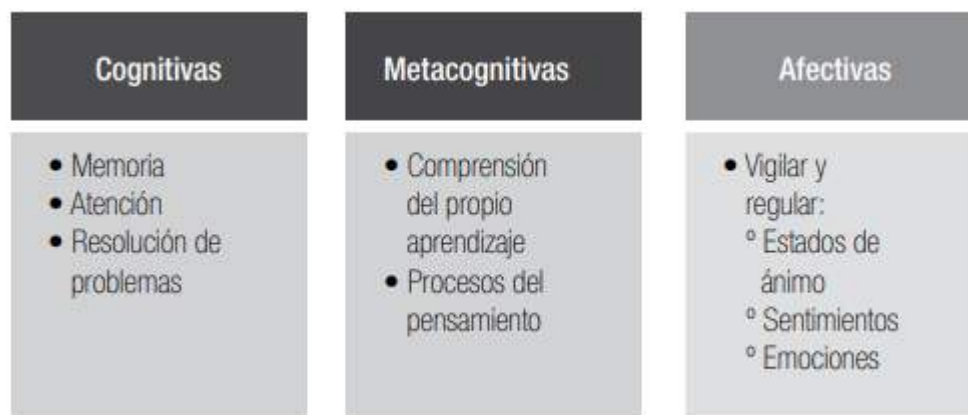 Cognitivas
• Memoria
• Atención
• Resolución de
problemas
Metacognitivas
• Comprensión
del propio
aprendizaje
• Procesos del
pensamiento
Afectivas
• Vigilar y
regular:
º Estados de
ánimo
º Sentimientos
º Emociones